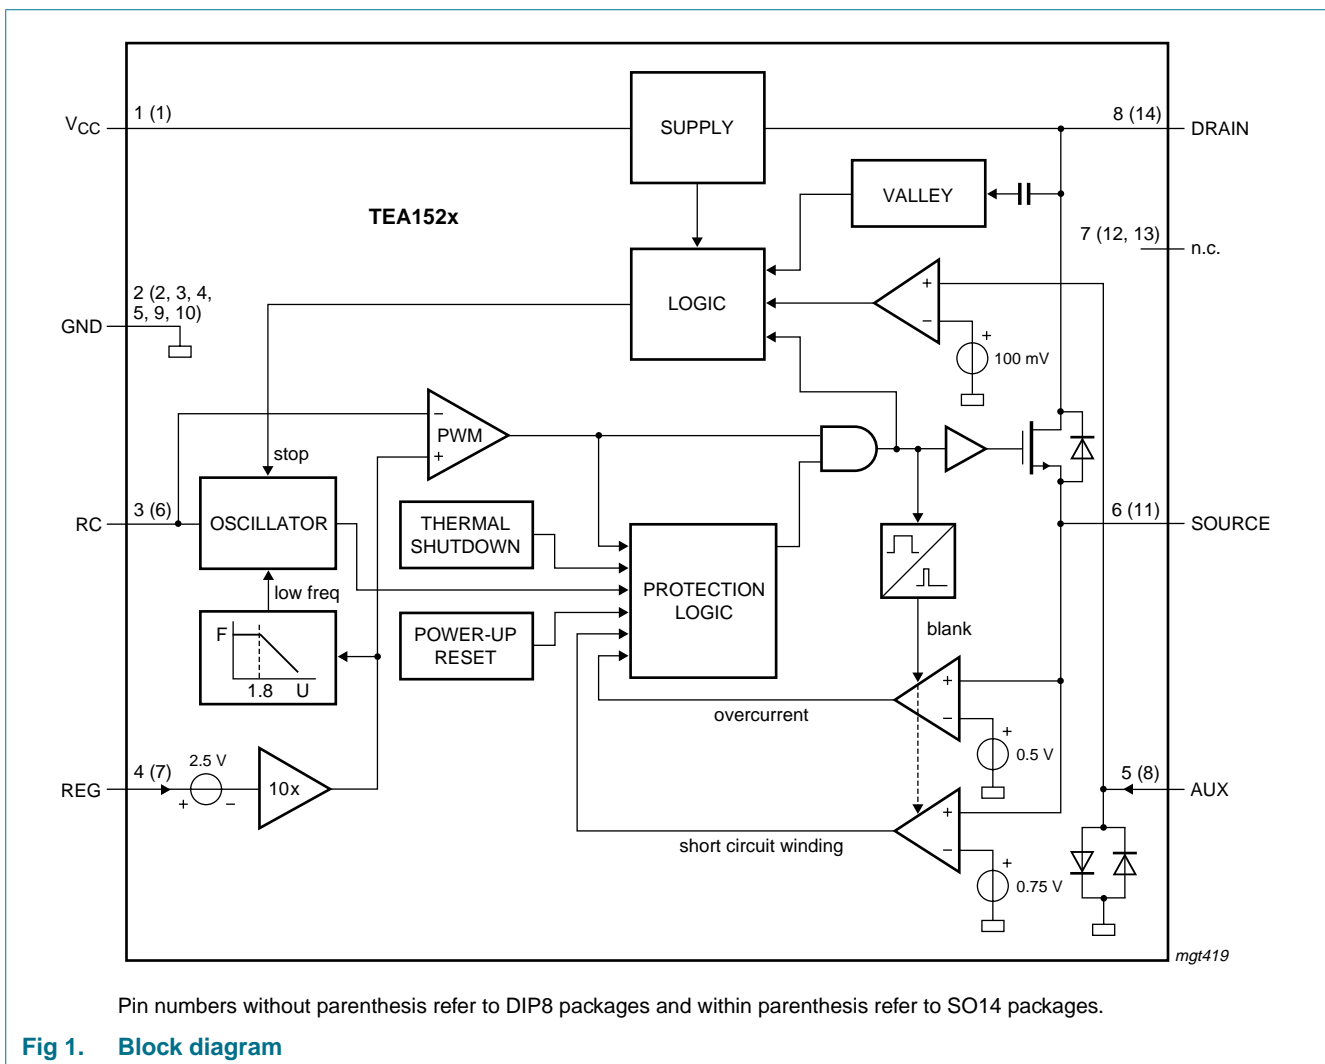 1 (1)
VCC
SUPPLY
8 (14)
DRAIN
VALLEY
TEA152x
7 (12, 13)
n.c.
2 (2, 3, 4,
5, 9, 10)
GND
LOGIC
+
−
+
100 mV
−
PWM
+
stop
3 (6)
RC
OSCILLATOR
THERMAL
SHUTDOWN
6 (11)
SOURCE
low freq
PROTECTION
LOGIC
F
1.8 U
POWER-UP
RESET
blank
+
−
overcurrent
+
0.5 V
4 (7)
REG
2.5 V
+ −
10x
5 (8)
AUX
+
−
short circuit winding
+
0.75 V
mgt419
Pin numbers without parenthesis refer to DIP8 packages and within parenthesis refer to SO14 packages.
Fig 1. Block diagram